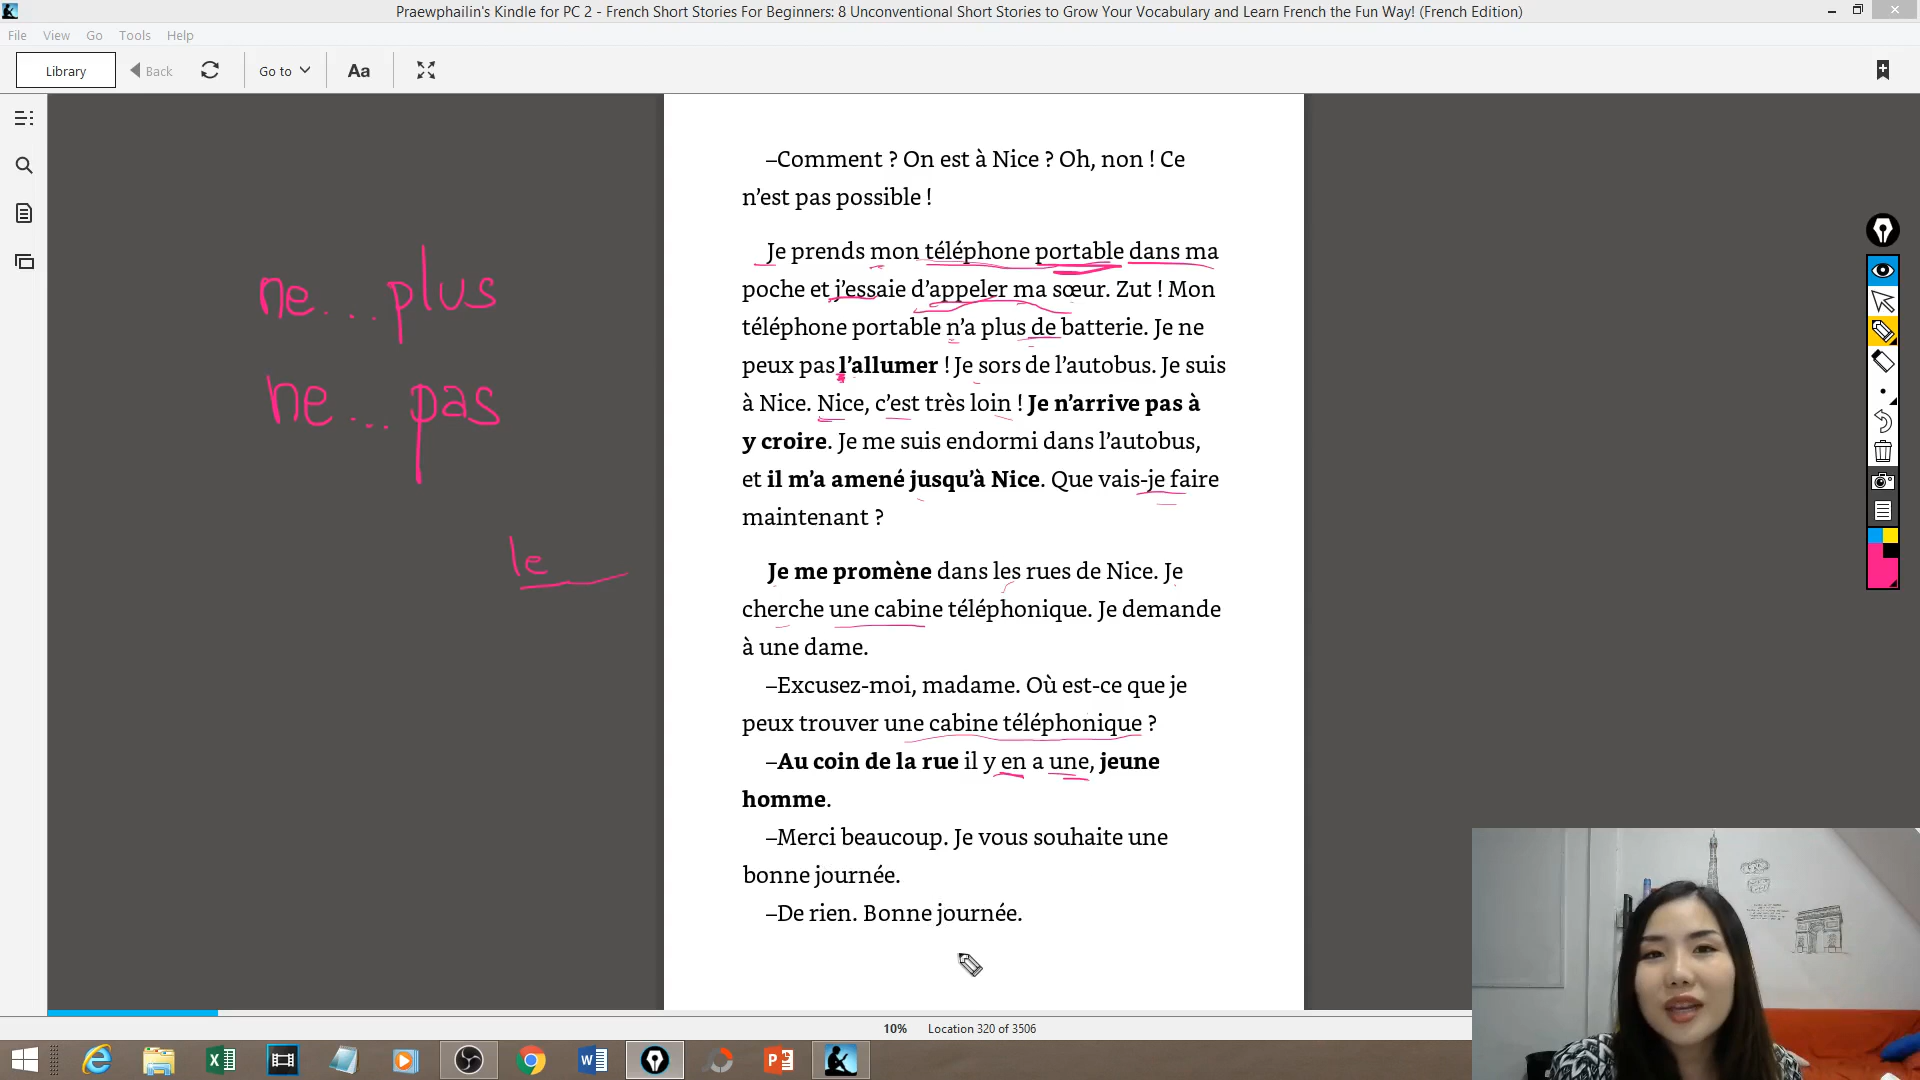 Praewphailin's Kindle for PC 2 - French Short Stories For Beginners: 8 Unconventional Short Stories to Grow Your Vocabulary and Learn French the Fun Way! (French Edition)
File View Go Tools Help
Library Back Go to Aa
–Comment ? On est à Nice ? Oh, non ! Ce
n'est pas possible !
Je prends mon téléphone portable dans ma
poche et j'essaie d'appeler ma sœur. Zut ! Mon
téléphone portable n'a plus de batterie. Je ne
peux pas l'allumer ! Je sors de l'autobus. Je suis
à Nice. Nice, c'est très loin ! Je n'arrive pas à
y croire. Je me suis endormi dans l'autobus,
et il m'a amené jusqu'à Nice. Que vais-je faire
maintenant ?
Je me promène dans les rues de Nice. Je
cherche une cabine téléphonique. Je demande
à une dame.
–Excusez-moi, madame. Où est-ce que je
peux trouver une cabine téléphonique ?
–Au coin de la rue il y en a une, jeune
homme.
–Merci beaucoup. Je vous souhaite une
bonne journée.
–De rien. Bonne journée.
ne... plus
ne... pas
le
10% Location 320 of 3506